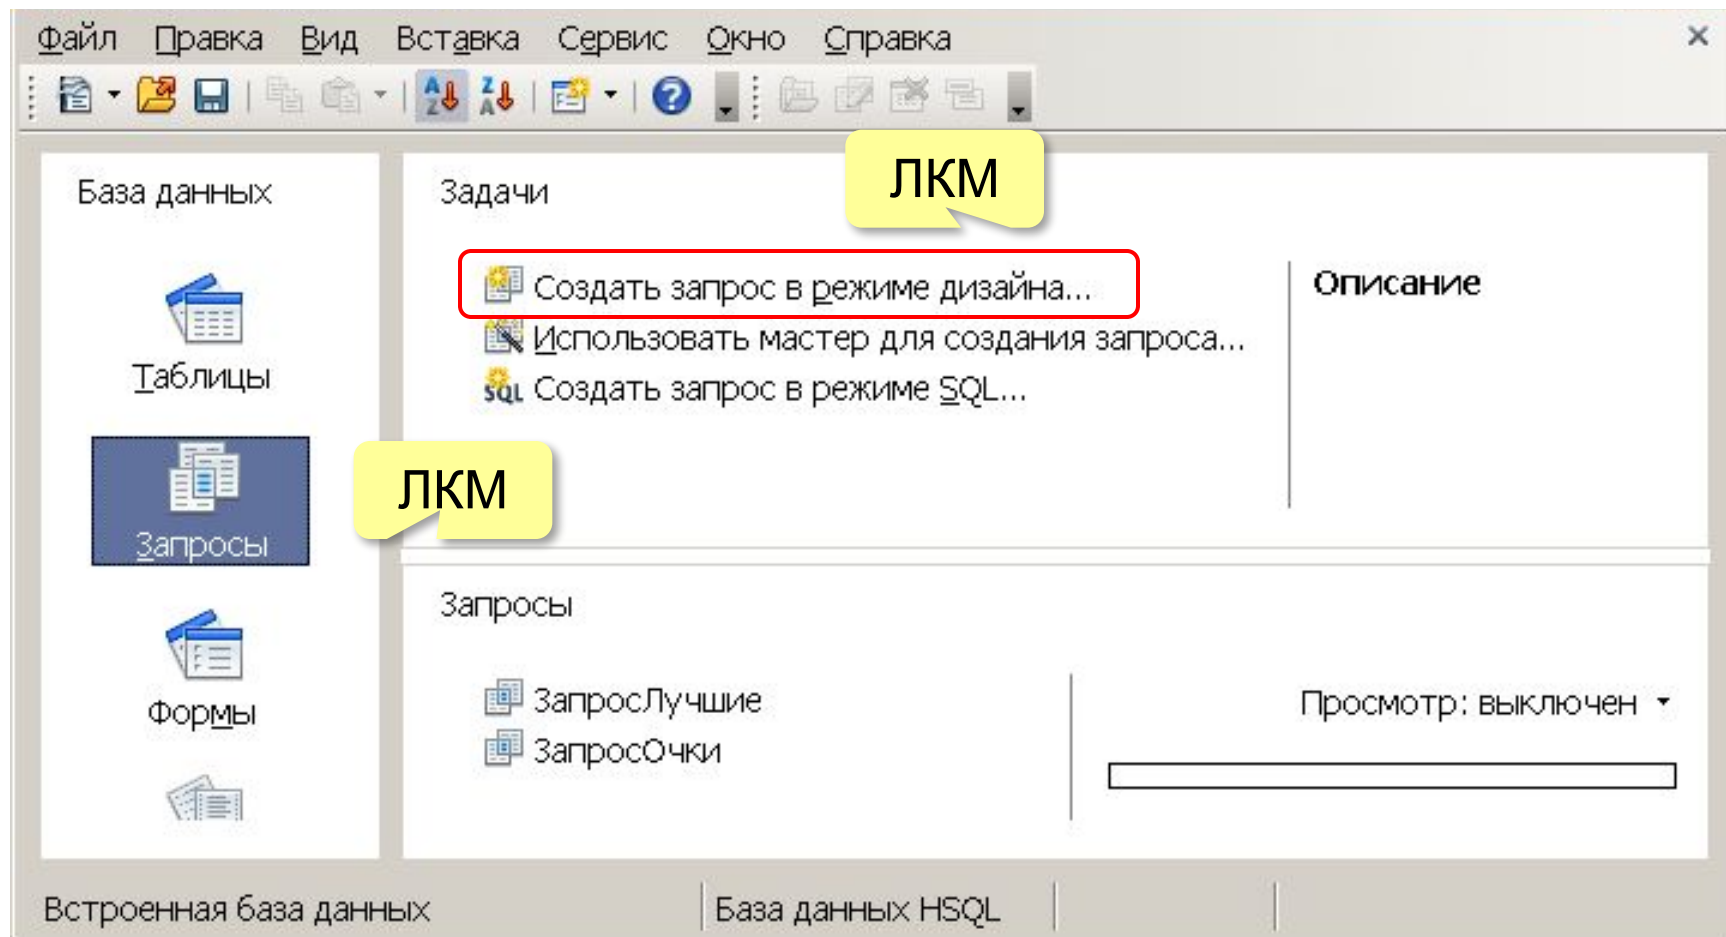 Файл Правка Вид Вставка Сервис Окно Справка
ЛКМ
База данных
Таблицы
Запросы
Формы
ЛКМ
Задачи
Создать запрос в режиме дизайна...
Использовать мастер для создания запроса...
SQL Создать запрос в режиме SQL...
Описание
Запросы
ЗапросЛучшие
ЗапросОчки
Просмотр: выключен
Встроенная база данных
База данных HSQL